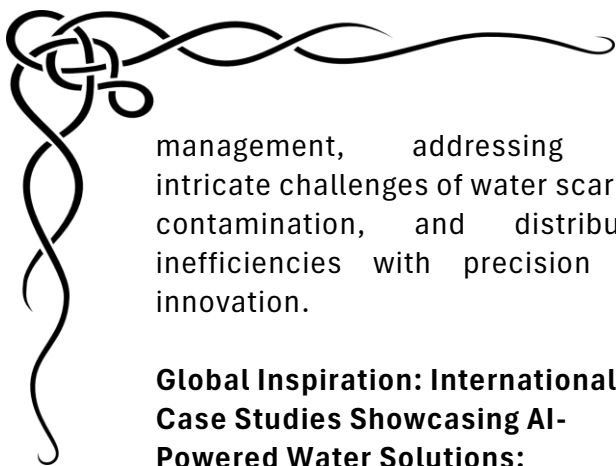 management, addressing
intricate challenges of water scar
contamination, and distribu
inefficiencies with precision
innovation.
Global Inspiration: International
Case Studies Showcasing AI-
Powered Water Solutions: